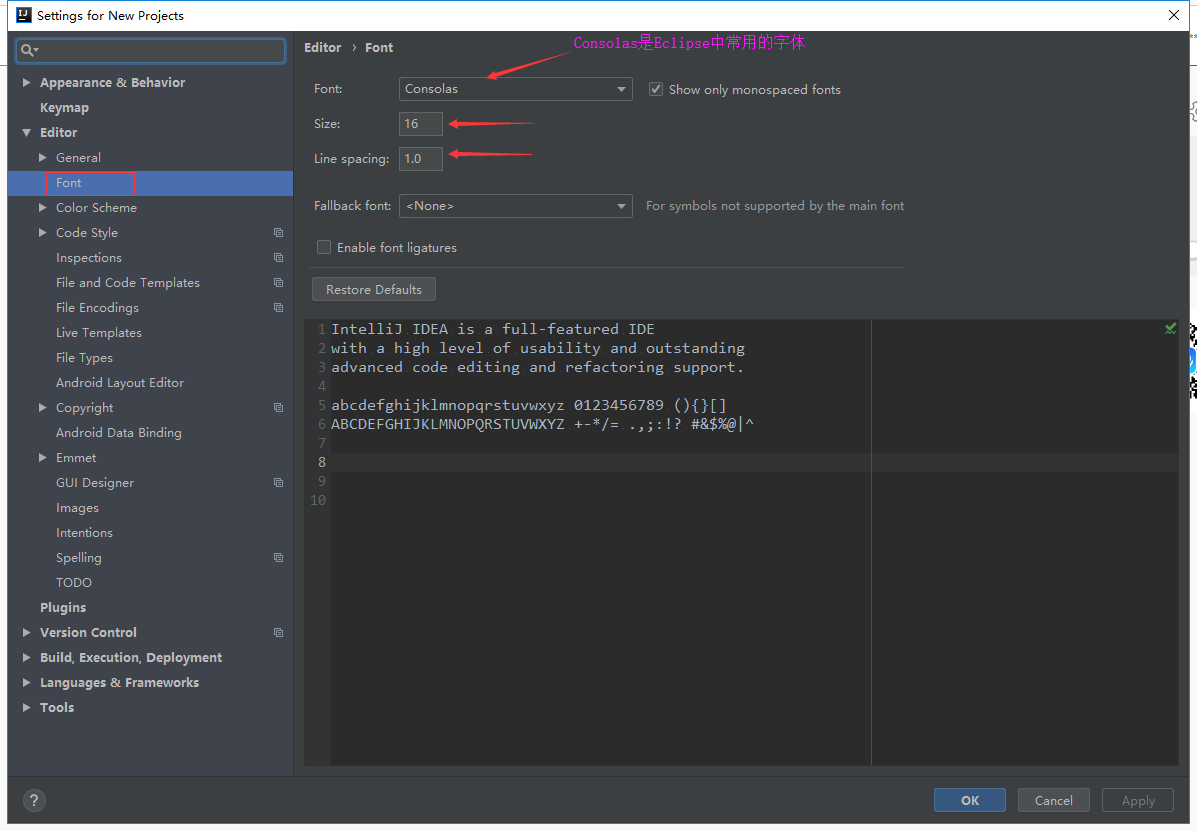 Settings for New Projects
Appearance & Behavior
Keymap
Editor
General
Font
Color Scheme
Code Style
Inspections
File and Code Templates
File Encodings
Live Templates
File Types
Android Layout Editor
Copyright
Android Data Binding
Emmet
GUI Designer
Images
Intentions
Spelling
TODO
Plugins
Version Control
Build, Execution, Deployment
Languages & Frameworks
Tools
Editor › Font
Consolas是Eclipse中常用的字体
Font: Consolas Show only monospaced fonts
Size: 16
Line spacing: 1.0
Fallback font: <None> For symbols not supported by the main font
Enable font ligatures
Restore Defaults
1 IntelliJ IDEA is a full-featured IDE
2 with a high level of usability and outstanding
3 advanced code editing and refactoring support.
4
5 abcdefghijklmnopqrstuvwxyz 0123456789 (){}[]
6 ABCDEFGHIJKLMNOPQRSTUVWXYZ +-*/= .,;:!? #&$%@|^
7
8
9
10
? OK Cancel Apply